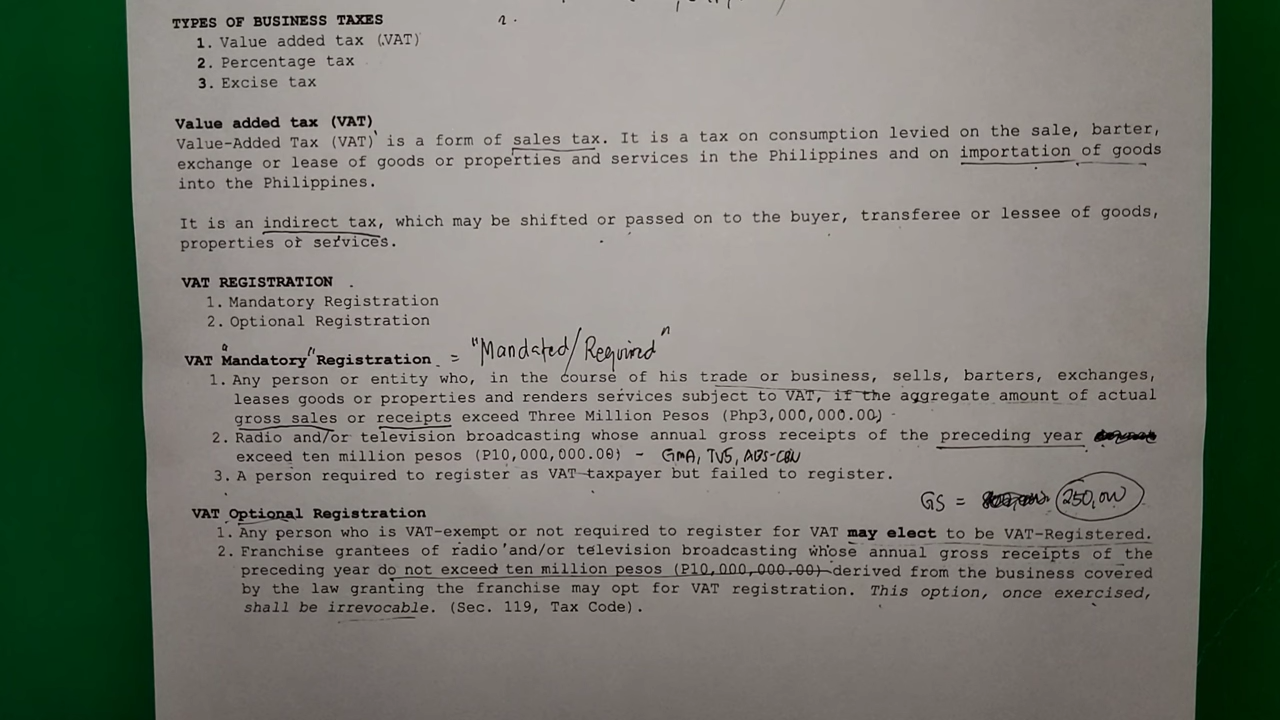 TYPES OF BUSINESS TAXES
2.
1. Value added tax (VAT)
2. Percentage tax
3. Excise tax
Value added tax (VAT)
Value-Added Tax (VAT) is a form of sales tax. It is a tax on consumption levied on the sale, barter,
exchange or lease of goods or properties and services in the Philippines and on importation of goods
into the Philippines.
It is an indirect tax, which may be shifted or passed on to the buyer, transferee or lessee of goods,
properties or services.
VAT REGISTRATION
1. Mandatory Registration
2. Optional Registration
VAT "Mandatory" Registration = "Mandated/Required"
1. Any person or entity who, in the course of his trade or business, sells, barters, exchanges,
leases goods or properties and renders services subject to VAT, if the aggregate amount of actual
gross sales or receipts exceed Three Million Pesos (Php3,000,000.00)
2. Radio and/or television broadcasting whose annual gross receipts of the preceding year
exceed ten million pesos (P10,000,000.00) - GMA, TV5, ABS-CBN
3. A person required to register as VAT taxpayer but failed to register.
GS = 250,000
VAT Optional Registration
1. Any person who is VAT-exempt or not required to register for VAT may elect to be VAT-Registered.
2. Franchise grantees of radio and/or television broadcasting whose annual gross receipts of the
preceding year do not exceed ten million pesos (P10,000,000.00) derived from the business covered
by the law granting the franchise may opt for VAT registration. This option, once exercised,
shall be irrevocable. (Sec. 119, Tax Code).